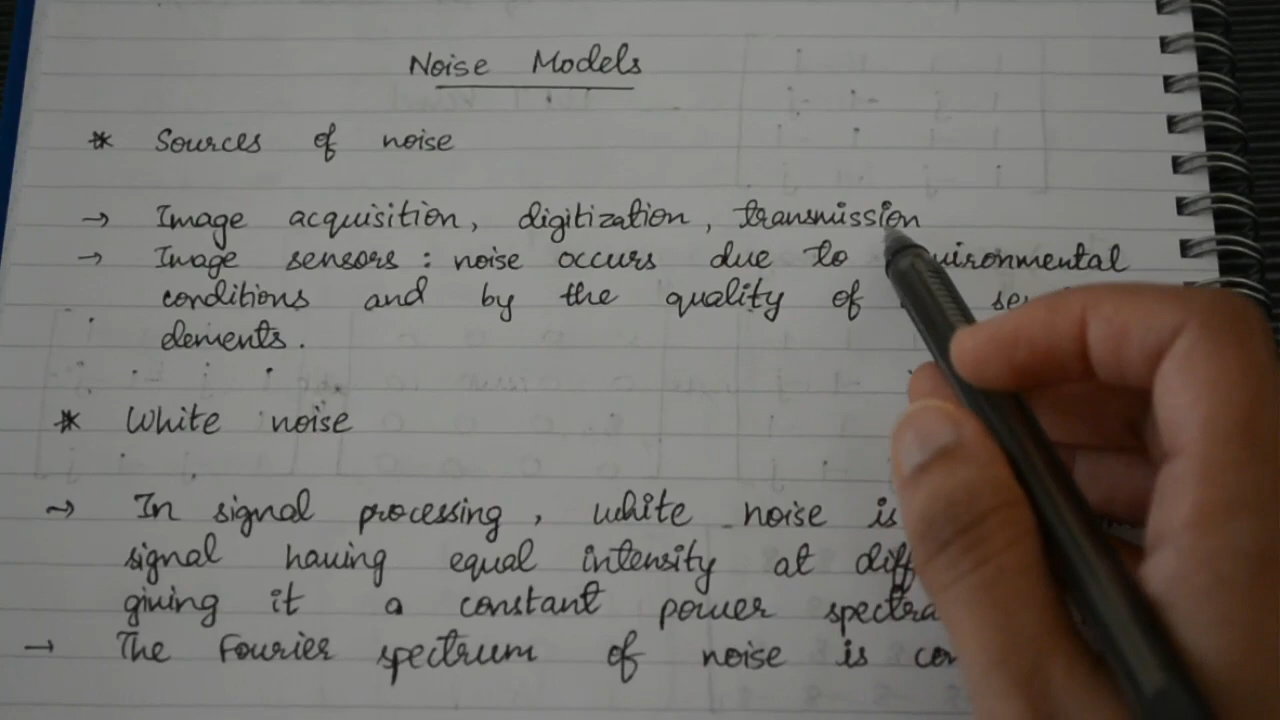 Noise Models
* Sources of noise
→ Image acquisition, digitization, transmission
→ Image sensors : noise occurs due to
conditions and by the quality of
elements.
* White noise
→ In signal processing, white noise is
signal having equal intensity at
giving it a constant power
→ The Fourier spectrum of noise is